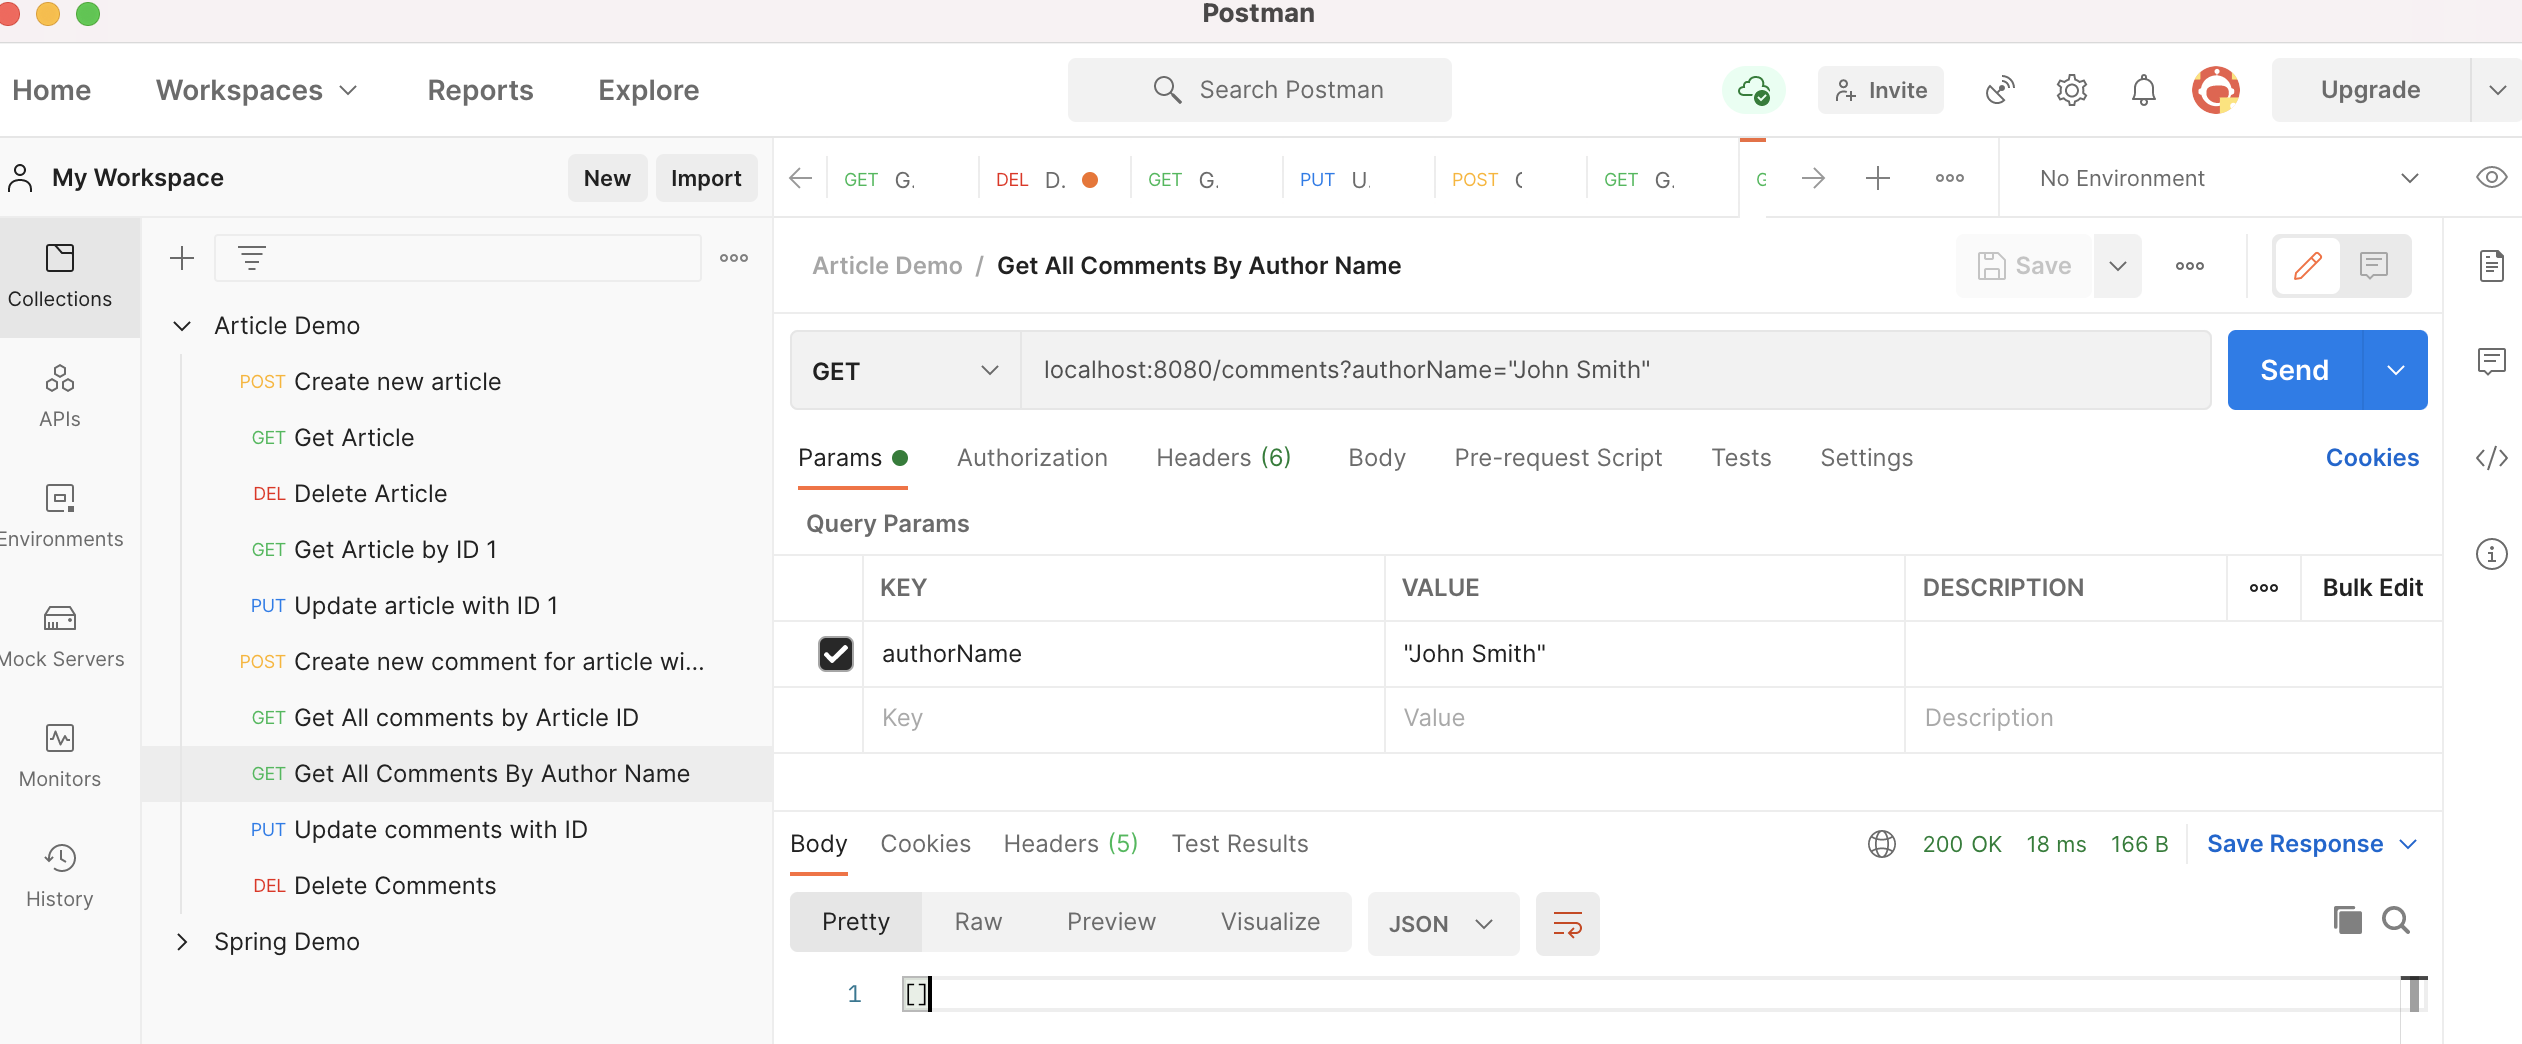 Postman
Home Workspaces Reports Explore Search Postman Invite Upgrade
My Workspace New Import GET G. DEL D. GET G. PUT U. POST GET G. No Environment
Collections
Article Demo / Get All Comments By Author Name Save
Article Demo
POST Create new article
GET localhost:8080/comments?authorName="John Smith" Send
APIs
GET Get Article
Params Authorization Headers (6) Body Pre-request Script Tests Settings Cookies
DEL Delete Article
Query Params
Environments
GET Get Article by ID 1
KEY VALUE DESCRIPTION Bulk Edit
PUT Update article with ID 1
authorName "John Smith"
Mock Servers
POST Create new comment for article wi...
GET Get All comments by Article ID
Key Value Description
Monitors
GET Get All Comments By Author Name
PUT Update comments with ID
Body Cookies Headers (5) Test Results 200 OK 18 ms 166 B Save Response
History
DEL Delete Comments
Pretty Raw Preview Visualize JSON
Spring Demo
1 []